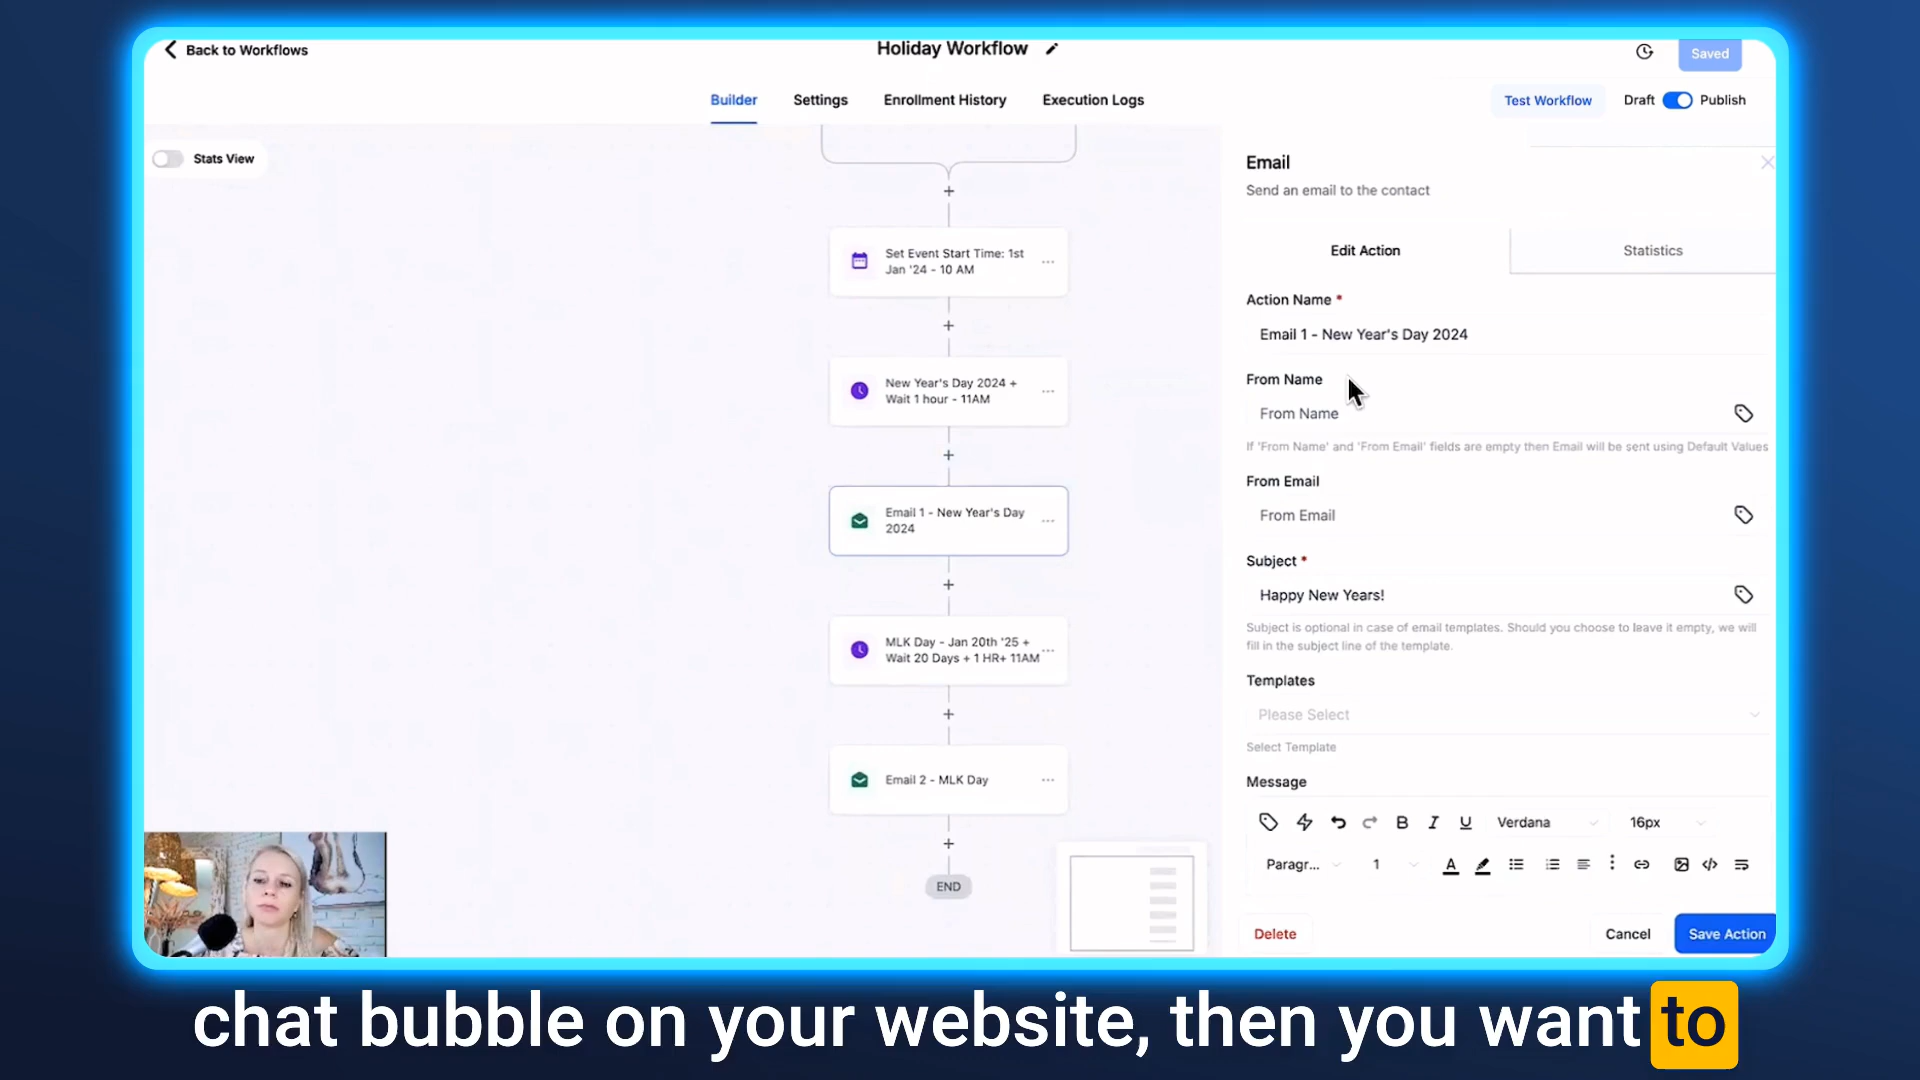 Back to Workflows
Holiday Workflow
Saved
Builder
Settings
Enrollment History
Execution Logs
Test Workflow
Draft
Publish
Stats View
Set Event Start Time: 1st
Jan '24 - 10 AM
New Year's Day 2024 +
Wait 1 hour - 11AM
Email 1 - New Year's Day
2024
MLK Day - Jan 20th '25 +
Wait 20 Days + 1 HR+ 11AM
Email 2 - MLK Day
END
Email
Send an email to the contact
Edit Action
Statistics
Action Name *
Email 1 - New Year's Day 2024
From Name
From Name
If 'From Name' and 'From Email' fields are empty then Email will be sent using Default Values
From Email
From Email
Subject *
Happy New Years!
Subject is optional in case of email templates. Should you choose to leave it empty, we will
fill in the subject line of the template.
Templates
Please Select
Select Template
Message
B I U Verdana 16px
Paragr... 1 A
Delete
Cancel
Save Action
chat bubble on your website, then you want to